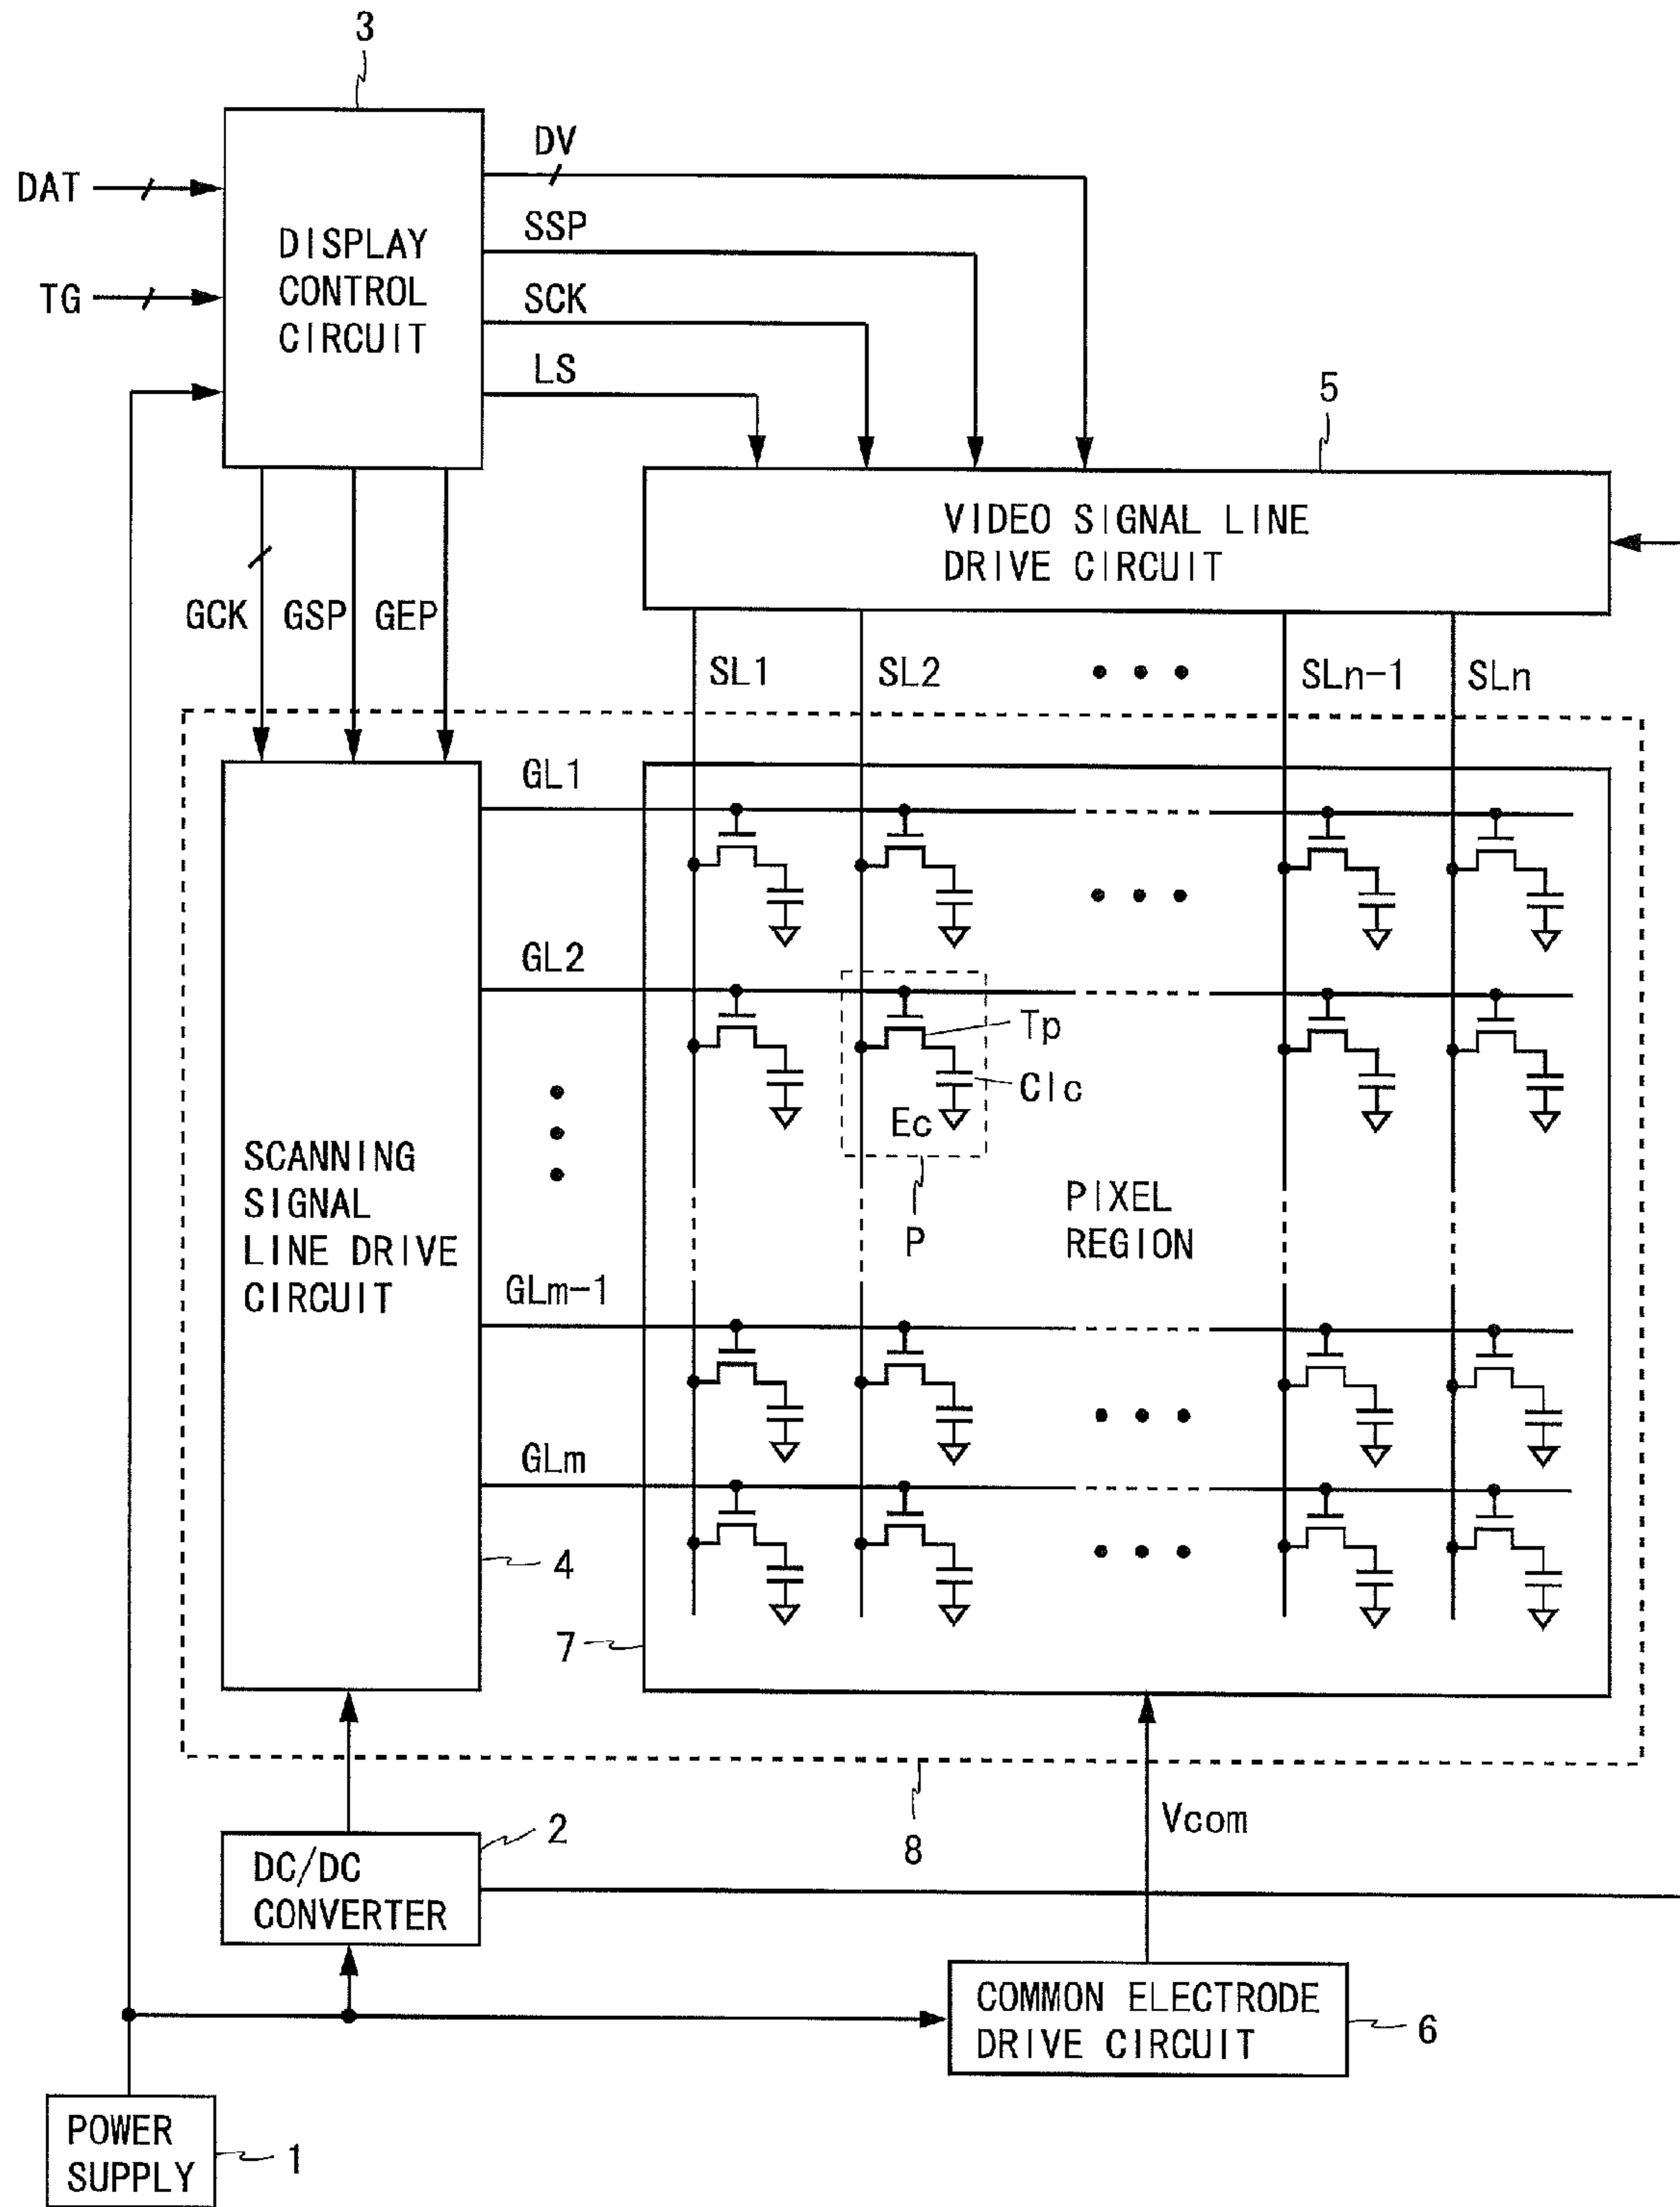 3
DAT
TG
DISPLAY
CONTROL
CIRCUIT
DV
SSP
SCK
LS
5
VIDEO SIGNAL LINE
DRIVE CIRCUIT
GCK GSP GEP
SL1 SL2 SLn-1 SLn
GL1
GL2
Tp
Clc
Ec
P
PIXEL
REGION
SCANNING
SIGNAL
LINE DRIVE
CIRCUIT
GLm-1
GLm
4
7
8
Vcom
2
DC/DC
CONVERTER
COMMON ELECTRODE
DRIVE CIRCUIT
6
POWER
SUPPLY
1